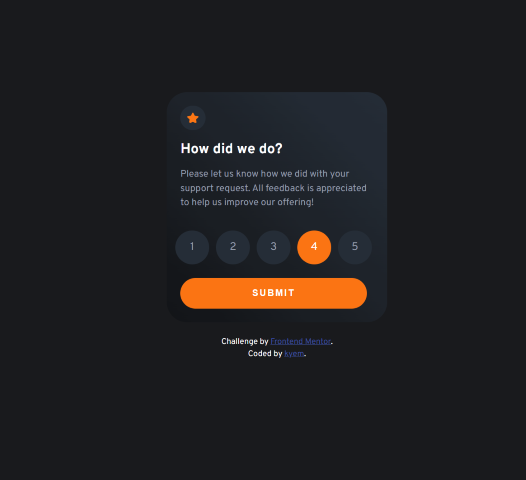 How did we do?
Please let us know how we did with your
support request. All feedback is appreciated
to help us improve our offering!
1 2 3 4 5
SUBMIT
Challenge by Frontend Mentor.
Coded by kyem.